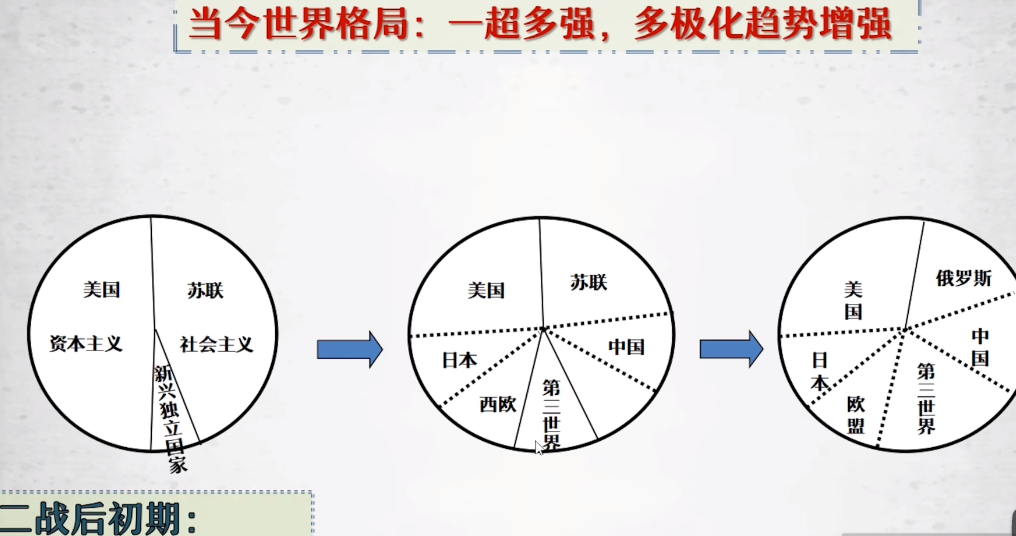 当今世界格局：一超多强，多极化趋势增强
美国
苏联
资本主义
社会主义
新兴独立国家
美国
苏联
日本
中国
西欧
第三世界
美国
俄罗斯
中国
日本
欧盟
第三世界
二战后初期：